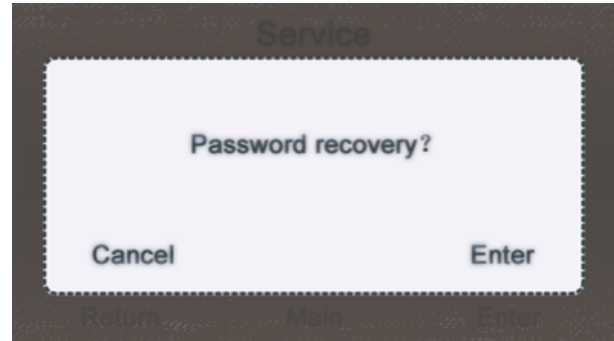 Service
Password recovery?
Cancel Enter
Return Main Enter